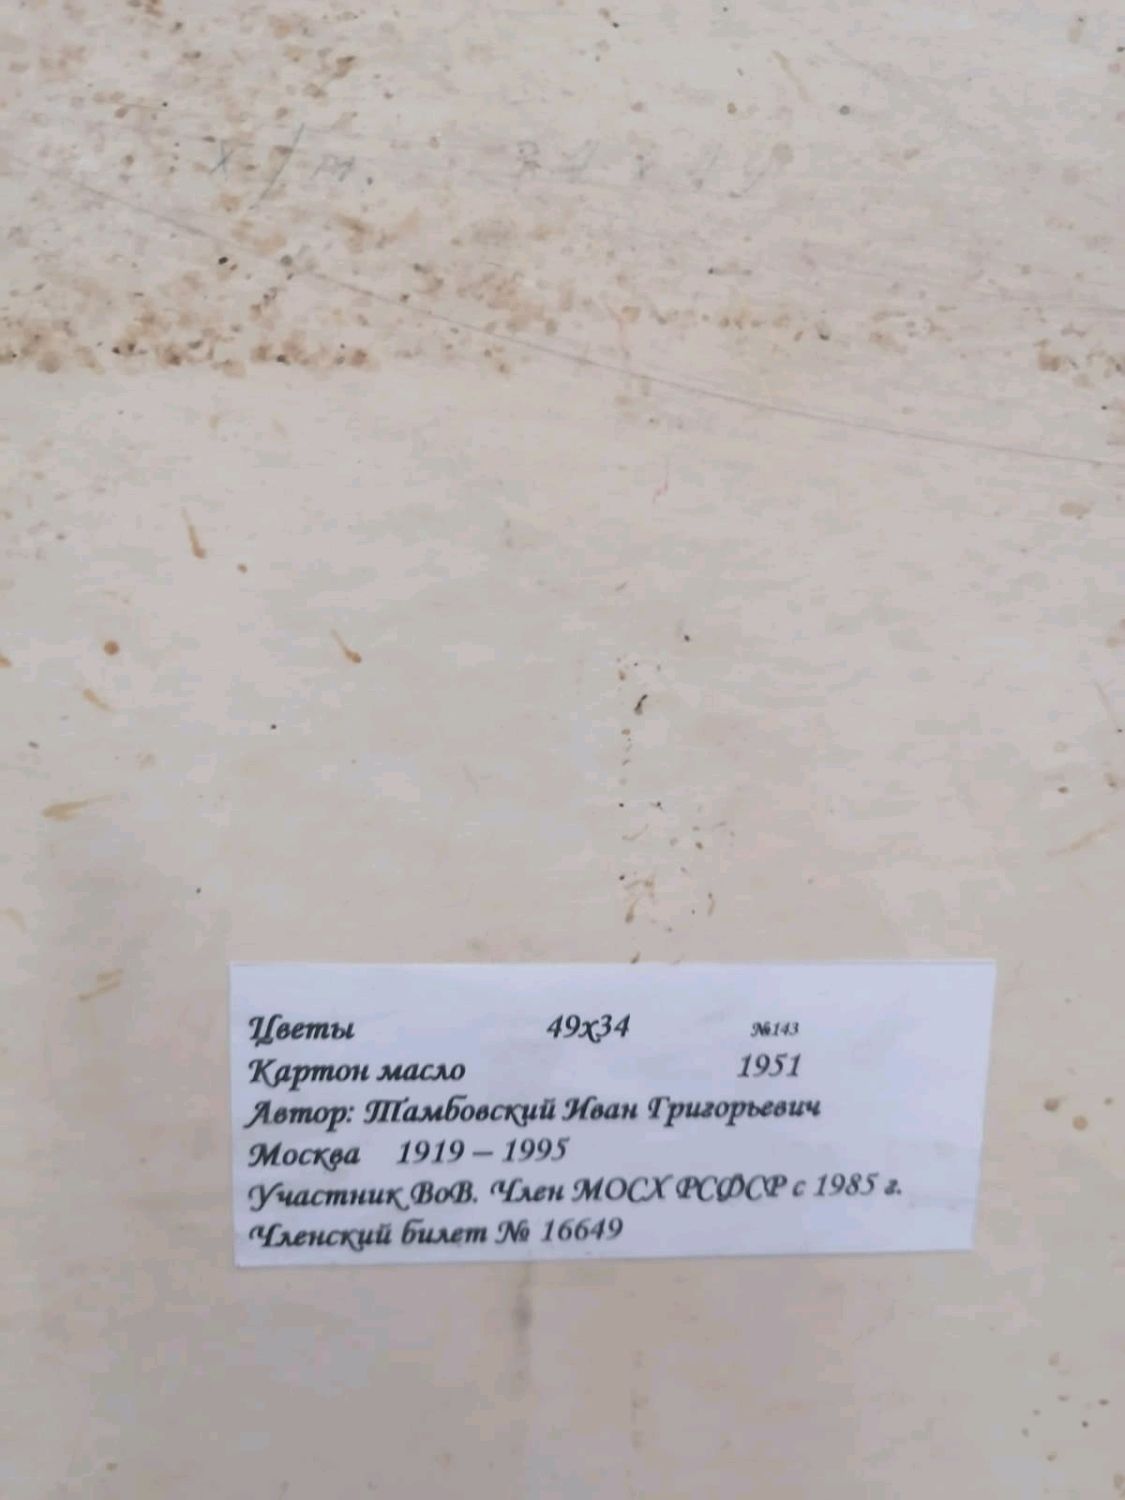 Цветы 49х34 №143
Картон масло 1951
Автор: Тамбовский Иван Григорьевич
Москва 1919 – 1995
Участник ВоВ. Член МОСХ РСФСР с 1985 г.
Членский билет № 16649